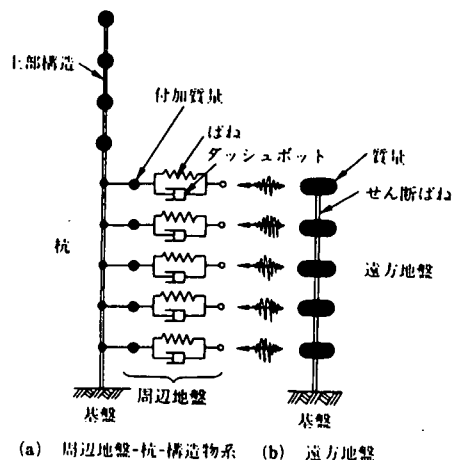 上部構造
付加質量
ばね
ダッシュポット
質量
せん断ばね
杭
遠方地盤
周辺地盤
基盤
基盤
(a) 周辺地盤-杭-構造物系 (b) 遠方地盤